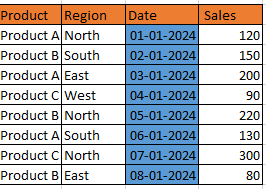 Product Region Date Sales
Product A North 01-01-2024 120
Product B South 02-01-2024 150
Product A East 03-01-2024 200
Product C West 04-01-2024 90
Product B North 05-01-2024 220
Product A South 06-01-2024 130
Product C North 07-01-2024 300
Product B East 08-01-2024 80